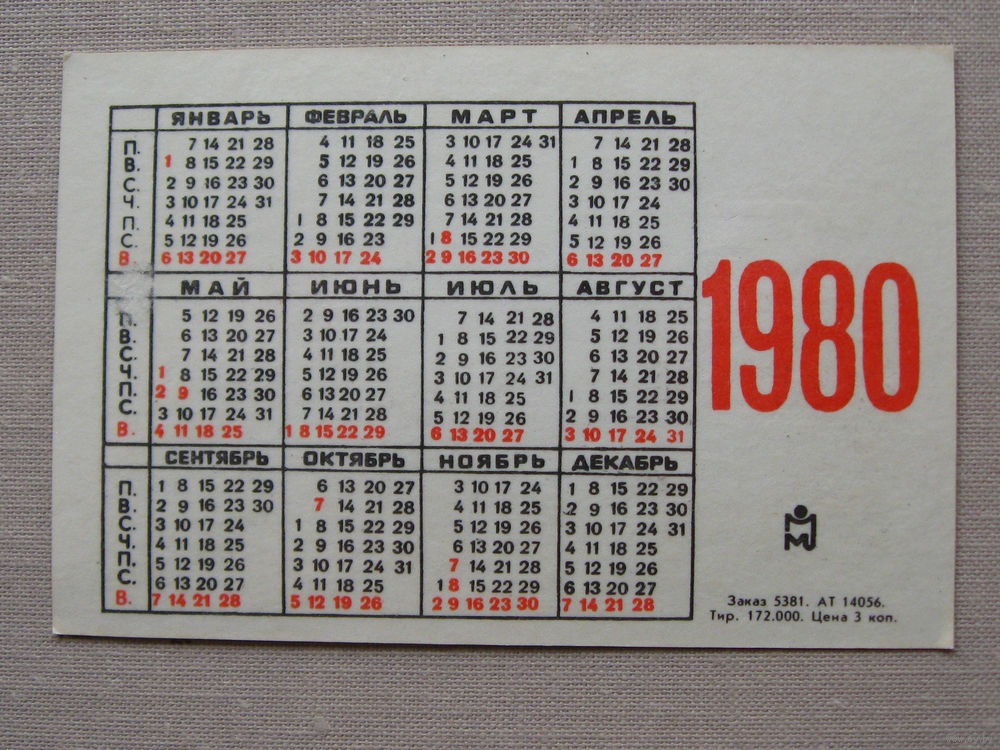 ЯНВАРЬ ФЕВРАЛЬ МАРТ АПРЕЛЬ
П. 7 14 21 28 4 11 18 25 3 10 17 24 31 7 14 21 28
В. 1 8 15 22 29 5 12 19 26 4 11 18 25 1 8 15 22 29
С. 2 9 16 23 30 6 13 20 27 5 12 19 26 2 9 16 23 30
Ч. 3 10 17 24 31 7 14 21 28 6 13 20 27 3 10 17 24
П. 4 11 18 25 1 8 15 22 29 7 14 21 28 4 11 18 25
С. 5 12 19 26 2 9 16 23 1 8 15 22 29 5 12 19 26
В. 6 13 20 27 3 10 17 24 2 9 16 23 30 6 13 20 27
МАЙ ИЮНЬ ИЮЛЬ АВГУСТ
П. 5 12 19 26 2 9 16 23 30 7 14 21 28 4 11 18 25
В. 6 13 20 27 3 10 17 24 1 8 15 22 29 5 12 19 26
С. 7 14 21 28 4 11 18 25 2 9 16 23 30 6 13 20 27
Ч. 1 8 15 22 29 5 12 19 26 3 10 17 24 31 7 14 21 28
П. 2 9 16 23 30 6 13 20 27 4 11 18 25 1 8 15 22 29
С. 3 10 17 24 31 7 14 21 28 5 12 19 26 2 9 16 23 30
В. 4 11 18 25 1 8 15 22 29 6 13 20 27 3 10 17 24 31
1980
СЕНТЯБРЬ ОКТЯБРЬ НОЯБРЬ ДЕКАБРЬ
П. 1 8 15 22 29 6 13 20 27 3 10 17 24 1 8 15 22 29
В. 2 9 16 23 30 7 14 21 28 4 11 18 25 2 9 16 23 30
С. 3 10 17 24 1 8 15 22 29 5 12 19 26 3 10 17 24 31
Ч. 4 11 18 25 2 9 16 23 30 6 13 20 27 4 11 18 25
П. 5 12 19 26 3 10 17 24 31 7 14 21 28 5 12 19 26
С. 6 13 20 27 4 11 18 25 1 8 15 22 29 6 13 20 27
В. 7 14 21 28 5 12 19 26 2 9 16 23 30 7 14 21 28
Заказ 5381. АТ 14056.
Тир. 172.000. Цена 3 коп.